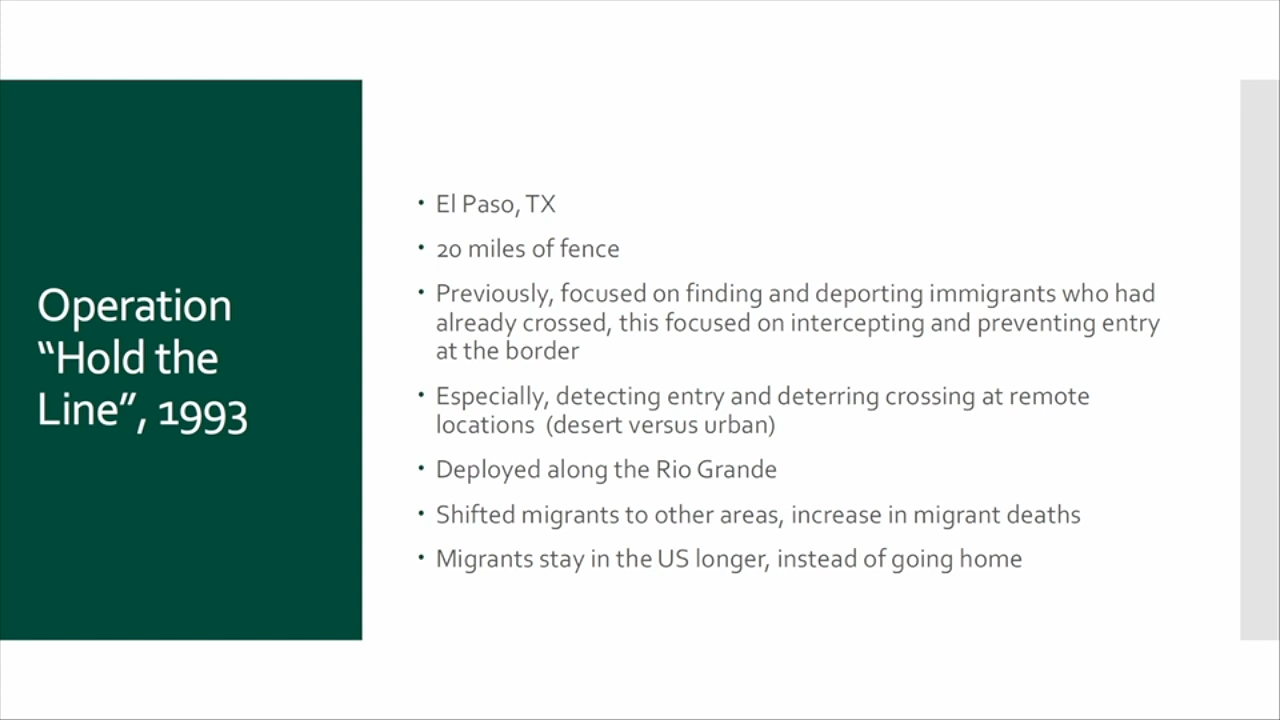 Operation
“Hold the
Line”, 1993
• El Paso, TX
• 20 miles of fence
• Previously, focused on finding and deporting immigrants who had
already crossed, this focused on intercepting and preventing entry
at the border
• Especially, detecting entry and deterring crossing at remote
locations  (desert versus urban)
• Deployed along the Rio Grande
• Shifted migrants to other areas, increase in migrant deaths
• Migrants stay in the US longer, instead of going home